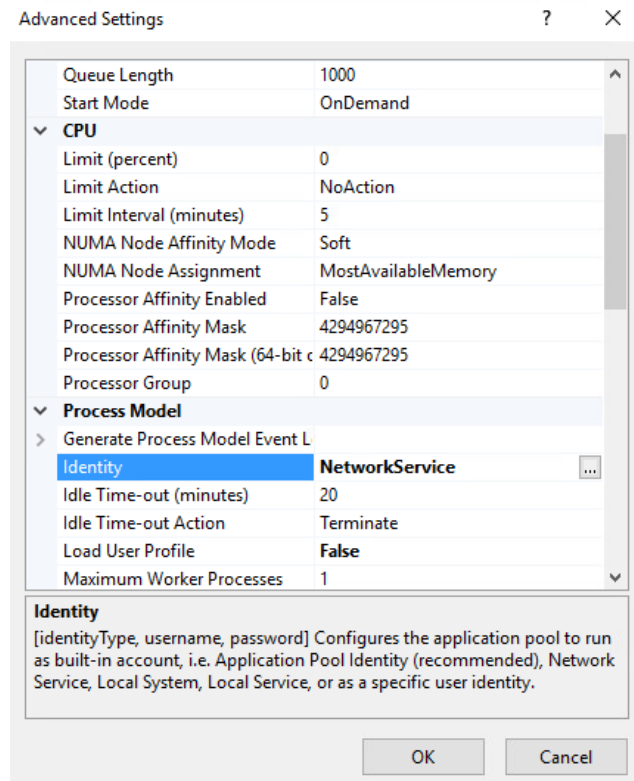 Advanced Settings ? ×
Queue Length 1000
Start Mode OnDemand
CPU
Limit (percent) 0
Limit Action NoAction
Limit Interval (minutes) 5
NUMA Node Affinity Mode Soft
NUMA Node Assignment MostAvailableMemory
Processor Affinity Enabled False
Processor Affinity Mask 4294967295
Processor Affinity Mask (64-bit c 4294967295
Processor Group 0
Process Model
Generate Process Model Event L
Identity NetworkService ...
Idle Time-out (minutes) 20
Idle Time-out Action Terminate
Load User Profile False
Maximum Worker Processes 1
Identity
[identityType, username, password] Configures the application pool to run
as built-in account, i.e. Application Pool Identity (recommended), Network
Service, Local System, Local Service, or as a specific user identity.
OK Cancel